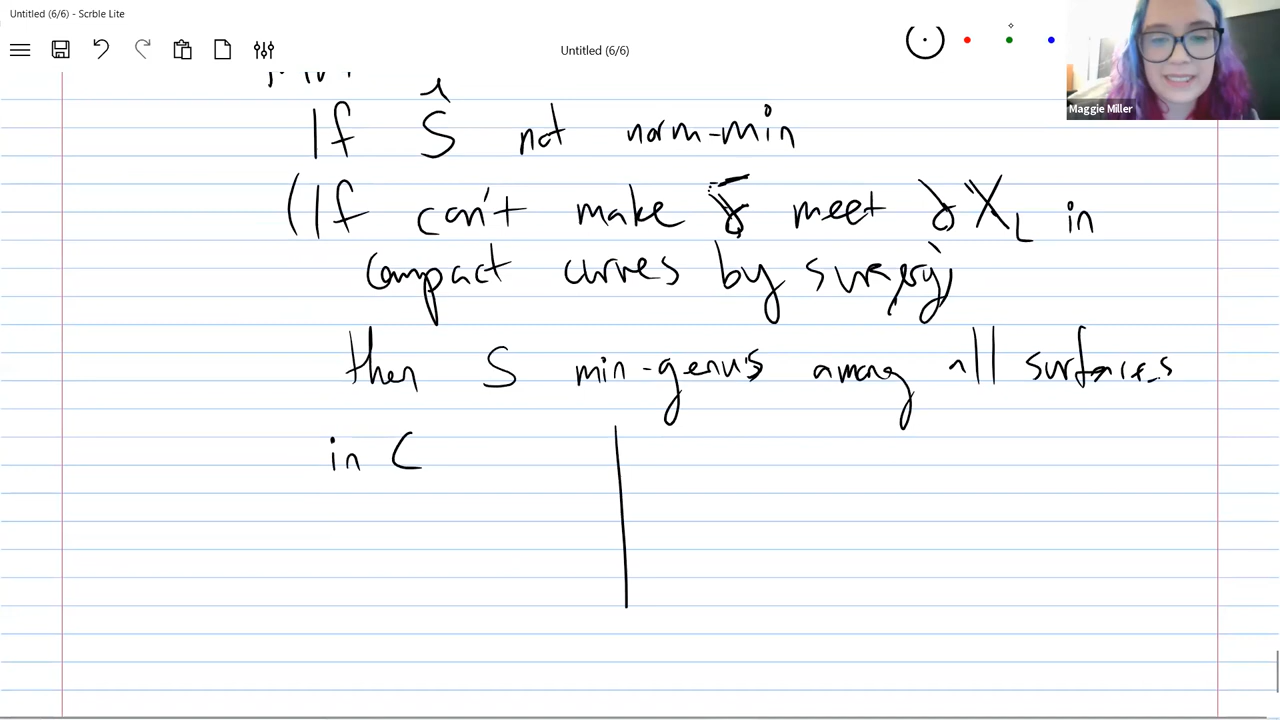 Untitled (6/6) - Scrble Lite
Untitled (6/6)
Maggie Miller
If Ŝ not norm-min
(If can't make meet ∂X_L in
compact curves by surgery)
then S min-genus among all surfaces
in C